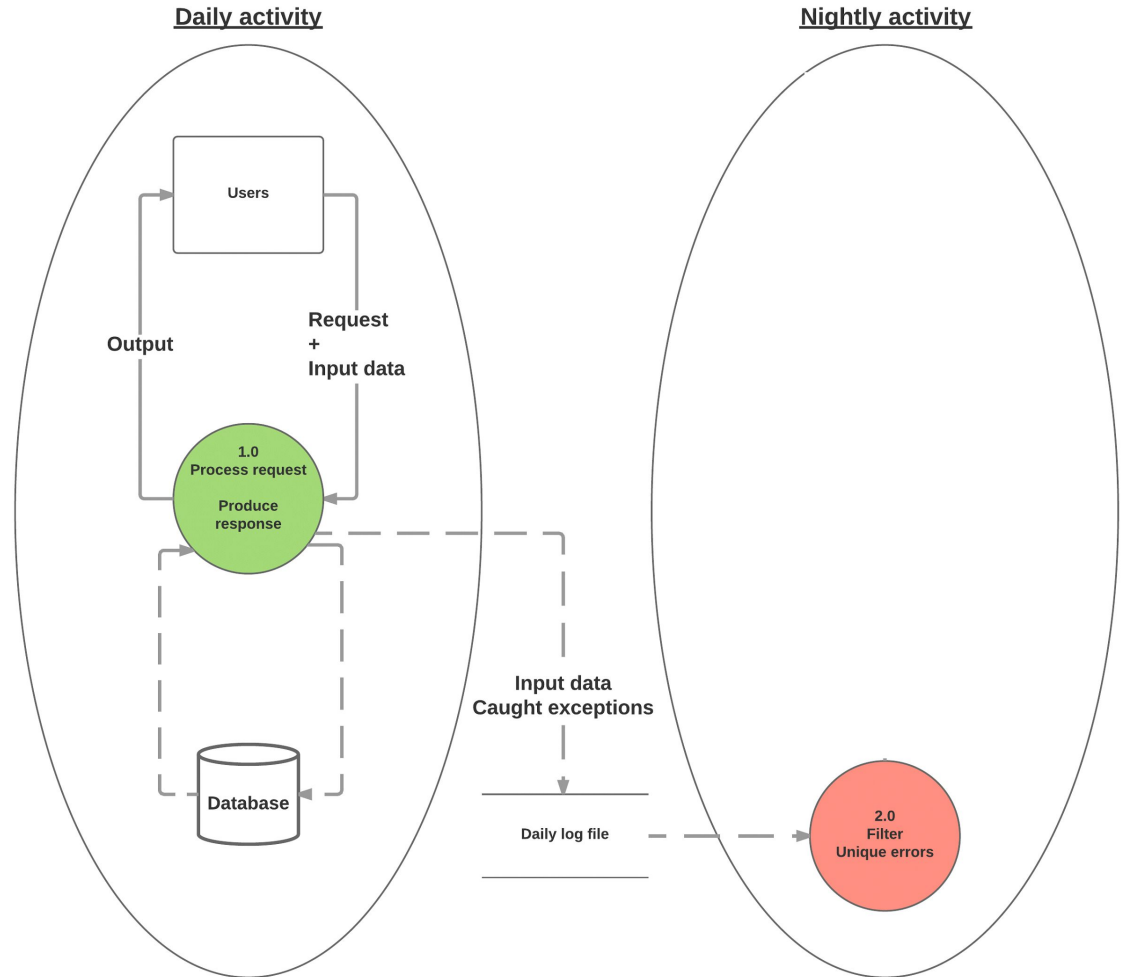 Daily activity
Nightly activity
Users
Output
Request
+
Input data
1.0
Process request
Produce
response
Input data
Caught exceptions
Database
Daily log file
2.0
Filter
Unique errors